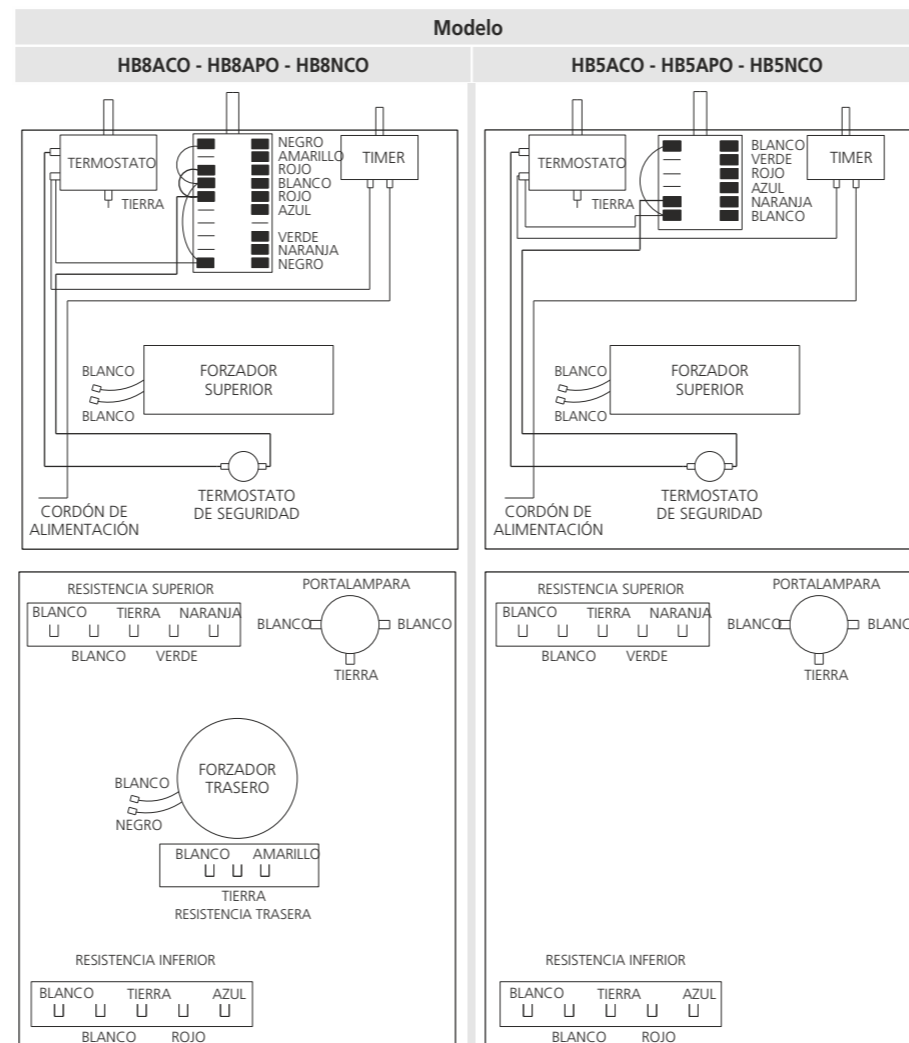 Modelo
HB8ACO - HB8APO - HB8NCO
TERMOSTATO
TIERRA
NEGRO
AMARILLO
ROJO
BLANCO
ROJO
AZUL
VERDE
NARANJA
NEGRO
TIMER
BLANCO
BLANCO
FORZADOR
SUPERIOR
TERMOSTATO
DE SEGURIDAD
CORDÓN DE
ALIMENTACIÓN
RESISTENCIA SUPERIOR
BLANCO TIERRA NARANJA
BLANCO VERDE
PORTALAMPARA
BLANCO BLANCO
TIERRA
FORZADOR
TRASERO
BLANCO
NEGRO
BLANCO AMARILLO
TIERRA
RESISTENCIA TRASERA
RESISTENCIA INFERIOR
BLANCO TIERRA AZUL
BLANCO ROJO
HB5ACO - HB5APO - HB5NCO
TERMOSTATO
TIERRA
BLANCO
VERDE
ROJO
AZUL
NARANJA
BLANCO
TIMER
BLANCO
BLANCO
FORZADOR
SUPERIOR
TERMOSTATO
DE SEGURIDAD
CORDÓN DE
ALIMENTACIÓN
RESISTENCIA SUPERIOR
BLANCO TIERRA NARANJA
BLANCO VERDE
PORTALAMPARA
BLANCO BLANC
TIERRA
RESISTENCIA INFERIOR
BLANCO TIERRA AZUL
BLANCO ROJO